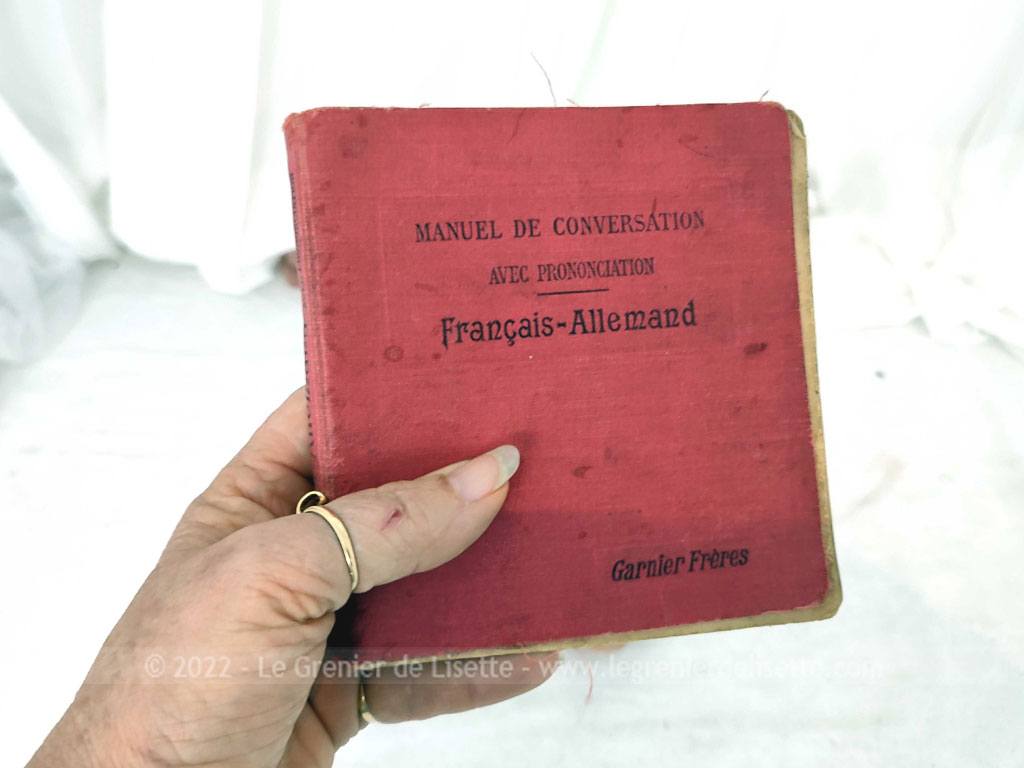 MANUEL DE CONVERSATION
AVEC PRONONCIATION
Français-Allemand
Garnier Frères
© 2022 - Le Grenier de Lisette - www.legrenierdelisette.com